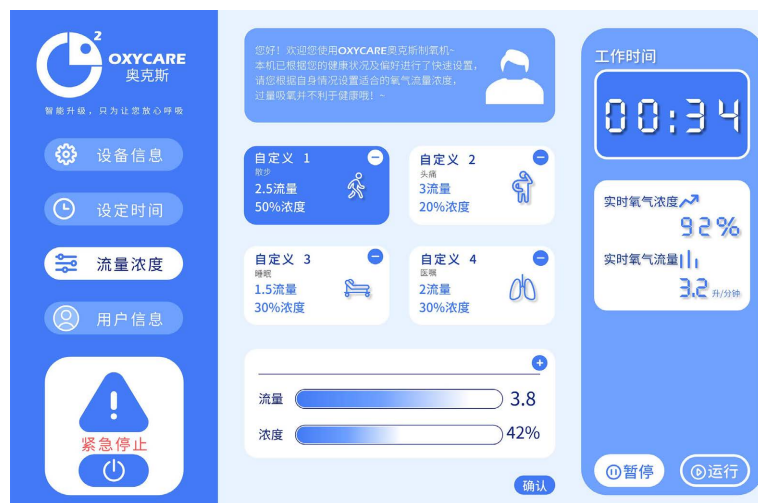 2
OXYCARE
奥克斯
智能升级，只为让您放心呼吸
设备信息
设定时间
流量浓度
用户信息
紧急停止
您好！欢迎您使用OXYCARE奥克斯制氧机~
本机已根据您的健康状况及偏好进行了快速设置，
请您根据自身情况设置适合的氧气流量浓度，
过量吸氧并不利于健康哦！~
自定义 1
散步
2.5流量
50%浓度
自定义 2
头痛
3流量
20%浓度
自定义 3
睡眠
1.5流量
30%浓度
自定义 4
医嘱
2流量
30%浓度
流量 3.8
浓度 42%
确认
工作时间
00:34
实时氧气浓度
92%
实时氧气流量
3.2 升/分钟
暂停
运行